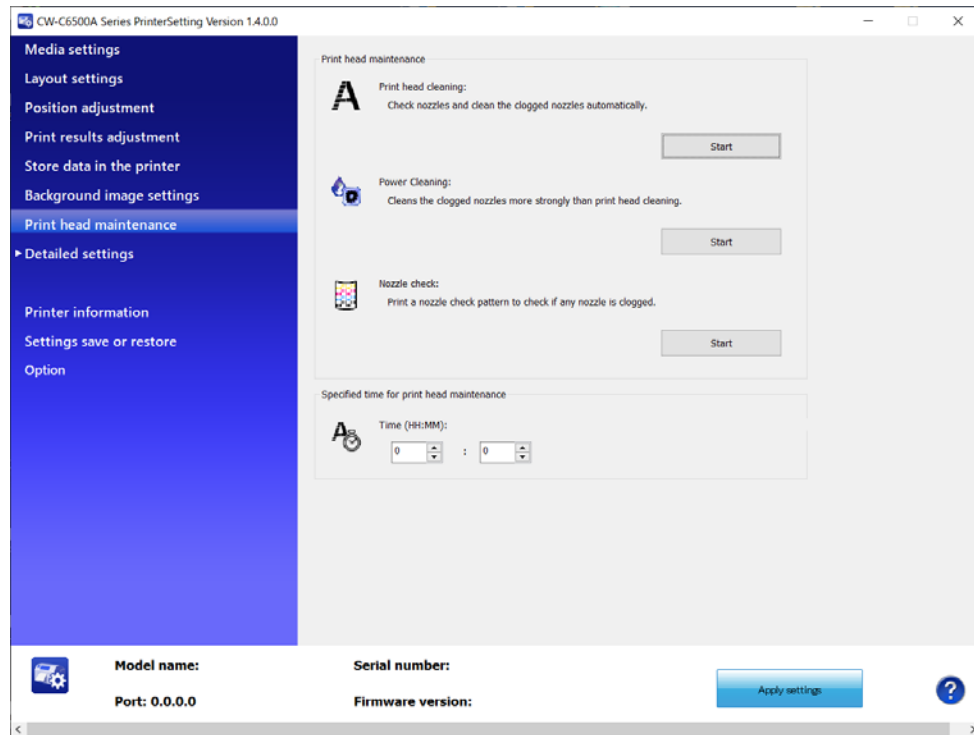 CW-C6500A Series PrinterSetting Version 1.4.0.0
Media settings
Layout settings
Position adjustment
Print results adjustment
Store data in the printer
Background image settings
Print head maintenance
Detailed settings
Printer information
Settings save or restore
Option
Print head maintenance
Print head cleaning:
Check nozzles and clean the clogged nozzles automatically.
Start
Power Cleaning:
Cleans the clogged nozzles more strongly than print head cleaning.
Start
Nozzle check:
Print a nozzle check pattern to check if any nozzle is clogged.
Start
Specified time for print head maintenance
Time (HH:MM):
0 : 0
Model name:
Serial number:
Port: 0.0.0.0
Firmware version:
Apply settings
?